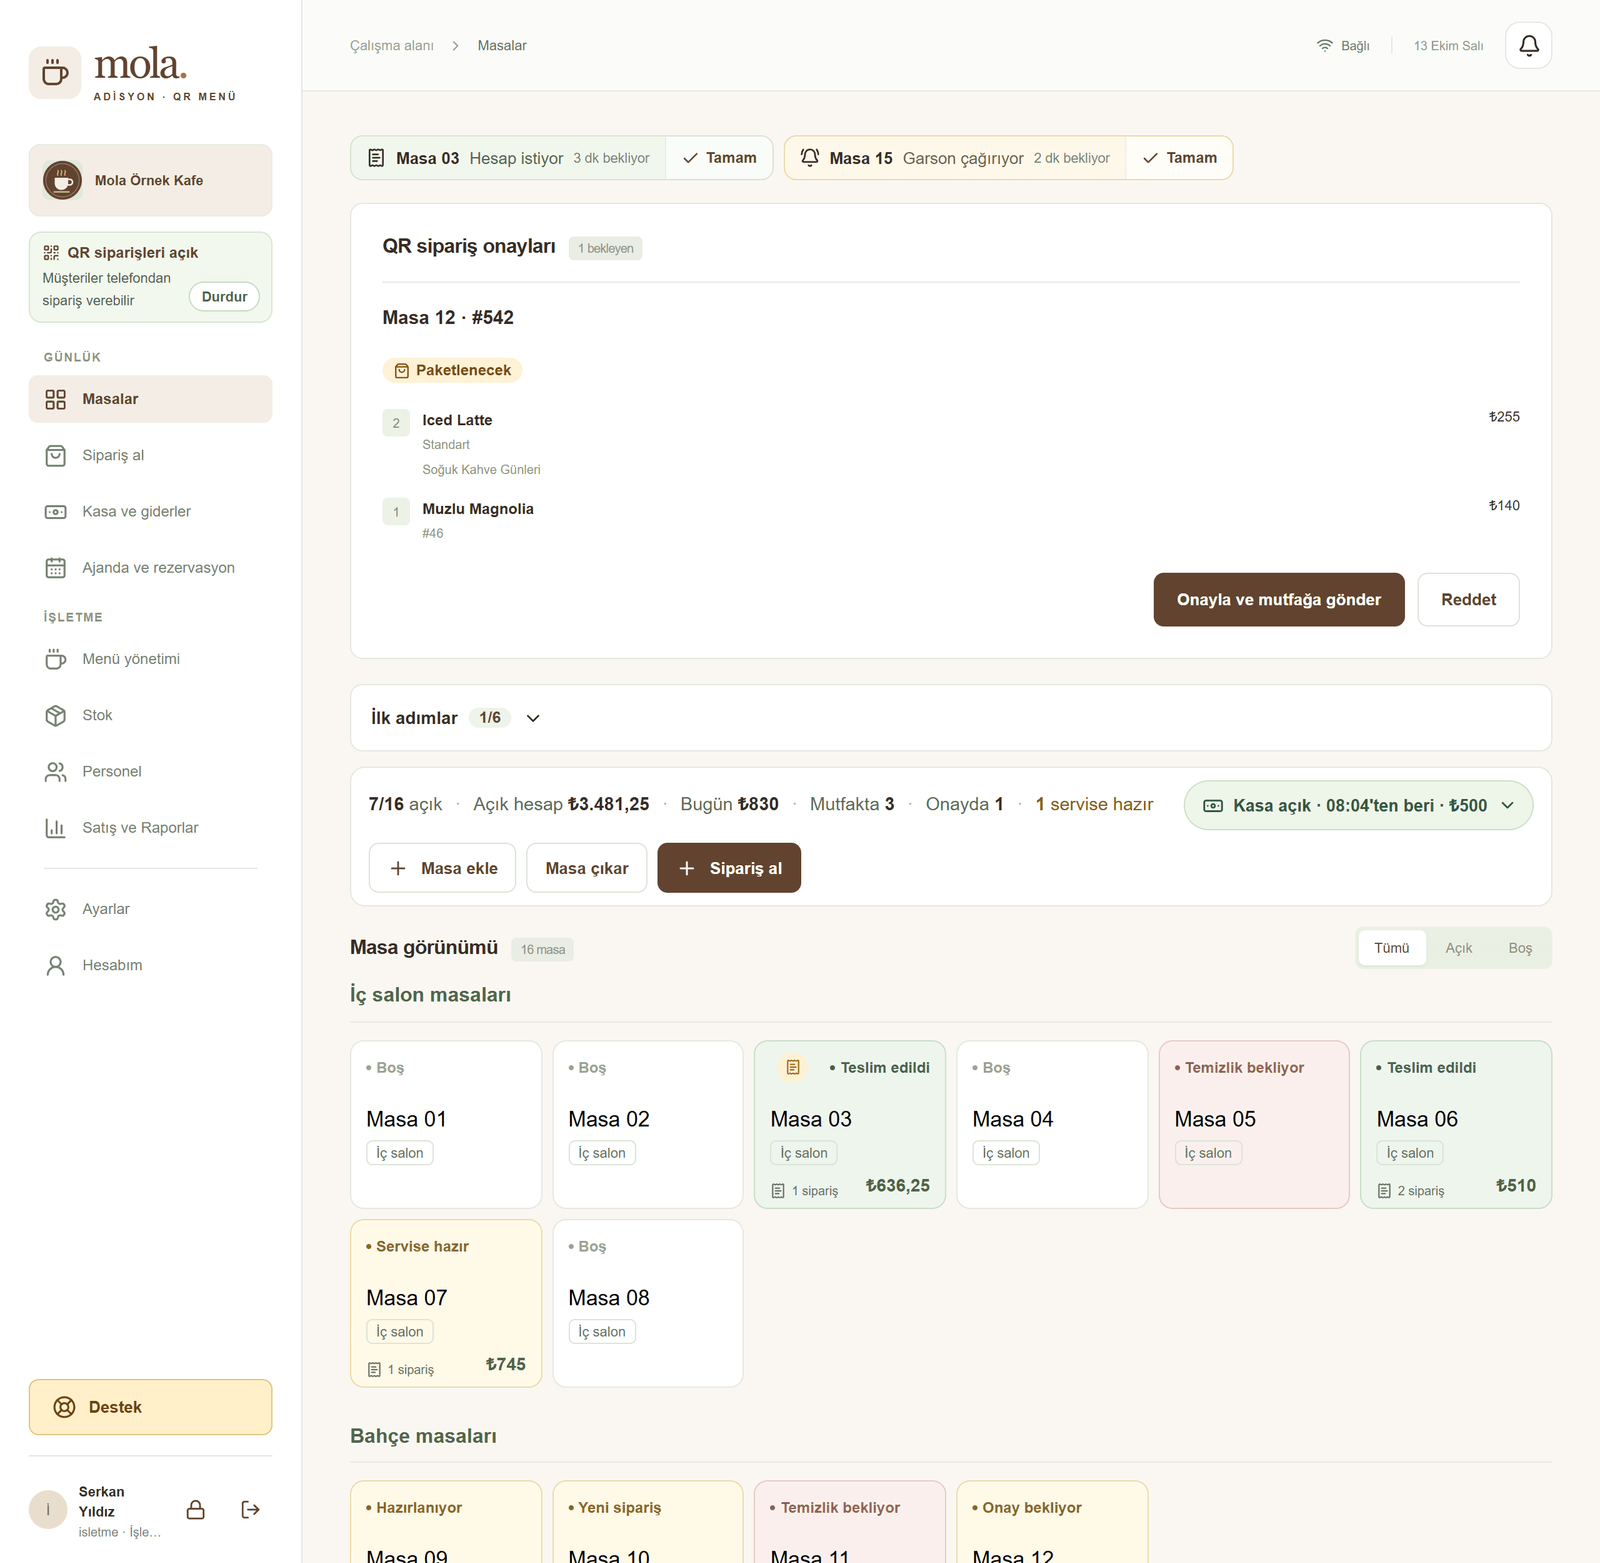 mola.
ADİSYON · QR MENÜ
Mola Örnek Kafe
QR siparişleri açık
Müşteriler telefondan
sipariş verebilir
Durdur
GÜNLÜK
Masalar
Sipariş al
Kasa ve giderler
Ajanda ve rezervasyon
İŞLETME
Menü yönetimi
Stok
Personel
Satış ve Raporlar
Ayarlar
Hesabım
Destek
İ
Serkan
Yıldız
isletme · İşle...
Çalışma alanı > Masalar
Bağlı
13 Ekim Salı
Masa 03 Hesap istiyor 3 dk bekliyor Tamam
Masa 15 Garson çağırıyor 2 dk bekliyor Tamam
QR sipariş onayları 1 bekleyen
Masa 12 · #542
Paketlenecek
2 Iced Latte ₺255
Standart
Soğuk Kahve Günleri
1 Muzlu Magnolia ₺140
#46
Onayla ve mutfağa gönder
Reddet
İlk adımlar 1/6
7/16 açık · Açık hesap ₺3.481,25 · Bugün ₺830 · Mutfakta 3 · Onayda 1 · 1 servise hazır
Kasa açık · 08:04'ten beri · ₺500
+ Masa ekle
Masa çıkar
+ Sipariş al
Masa görünümü 16 masa
Tümü Açık Boş
İç salon masaları
• Boş
Masa 01
İç salon
• Boş
Masa 02
İç salon
• Teslim edildi
Masa 03
İç salon
1 sipariş ₺636,25
• Boş
Masa 04
İç salon
• Temizlik bekliyor
Masa 05
İç salon
• Teslim edildi
Masa 06
İç salon
2 sipariş ₺510
• Servise hazır
Masa 07
İç salon
1 sipariş ₺745
• Boş
Masa 08
İç salon
Bahçe masaları
• Hazırlanıyor
Masa 09
• Yeni sipariş
Masa 10
• Temizlik bekliyor
Masa 11
• Onay bekliyor
Masa 12